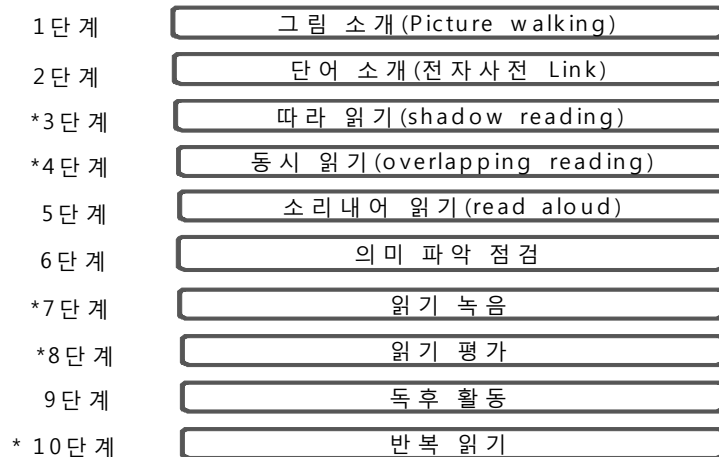 1단계 그림 소개(Picture walking)
2단계 단어 소개(전자사전 Link)
*3단계 따라 읽기(shadow reading)
*4단계 동시 읽기(overlapping reading)
5단계 소리내어 읽기(read aloud)
6단계 의미 파악 점검
*7단계 읽기 녹음
*8단계 읽기 평가
9단계 독후 활동
* 10단계 반복 읽기